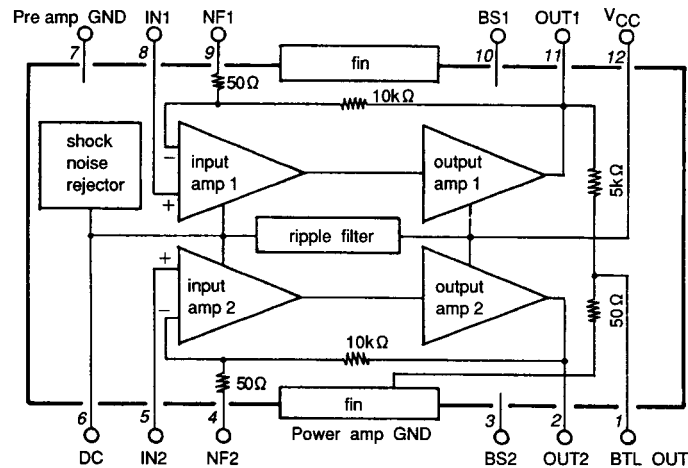 Pre amp GND IN1 NF1 BS1 OUT1 VCC
7 8 9 10 11 12
fin
50Ω
10kΩ
shock
noise
rejector
−
input
amp 1
+
output
amp 1
5kΩ
ripple filter
+
input
amp 2
−
output
amp 2
50Ω
10kΩ
50Ω
fin
6 5 4 3 2 1
Power amp GND
DC IN2 NF2 BS2 OUT2 BTL OUT